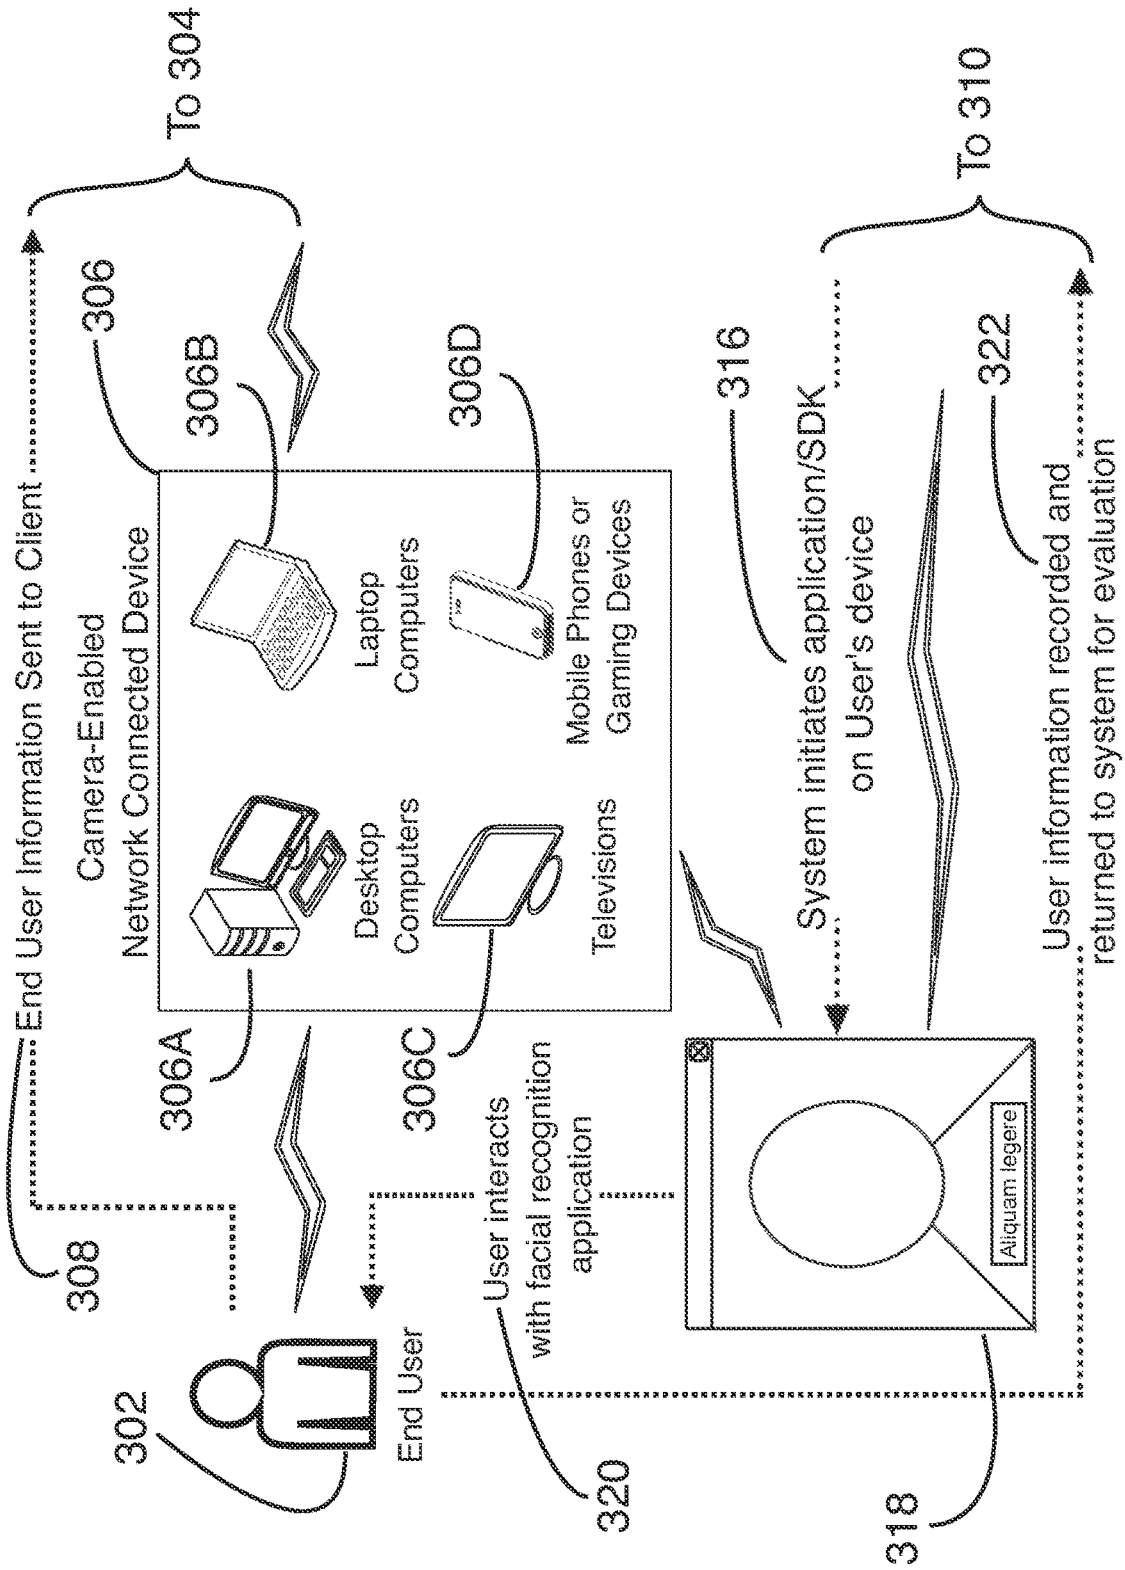 308
End User Information Sent to Client
To 304
302
End User
Camera-Enabled
Network Connected Device
306
306A
Desktop
Computers
306B
Laptop
Computers
306C
Televisions
306D
Mobile Phones or
Gaming Devices
320
User interacts
with facial recognition
application
316
System initiates application/SDK
on User's device
To 310
318
Aliquam legere
322
User information recorded and
returned to system for evaluation